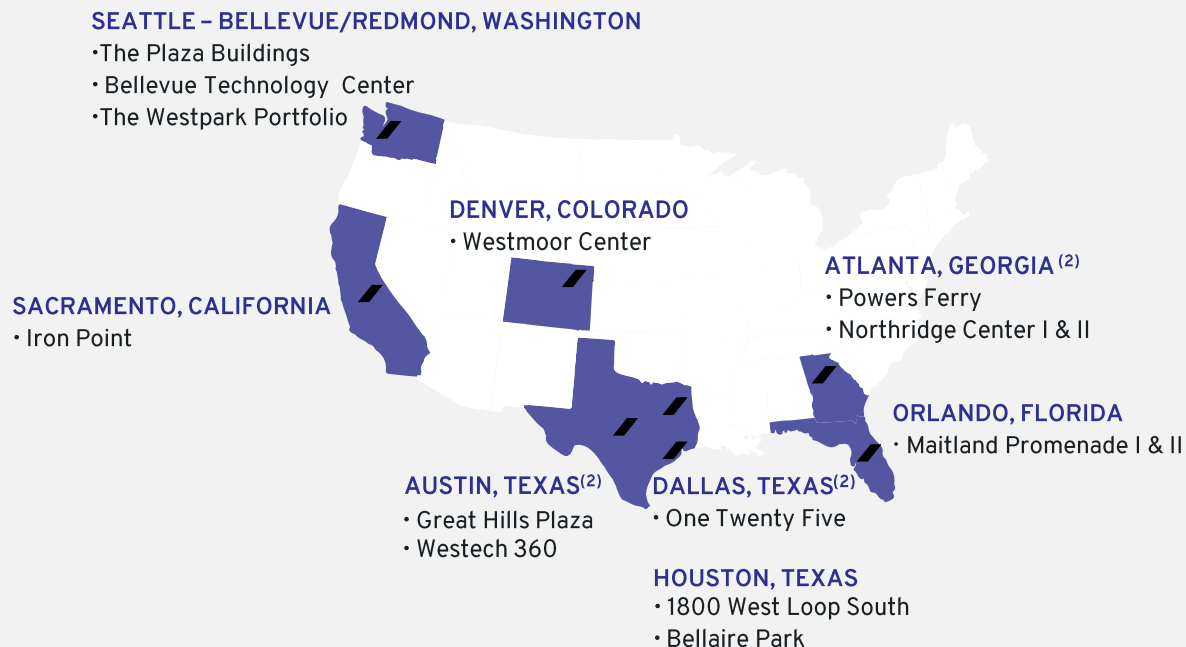 SEATTLE – BELLEVUE/REDMOND, WASHINGTON
•The Plaza Buildings
• Bellevue Technology Center
•The Westpark Portfolio
DENVER, COLORADO
• Westmoor Center
ATLANTA, GEORGIA (2)
• Powers Ferry
• Northridge Center I & II
SACRAMENTO, CALIFORNIA
• Iron Point
ORLANDO, FLORIDA
• Maitland Promenade I & II
AUSTIN, TEXAS(2)
• Great Hills Plaza
• Westech 360
DALLAS, TEXAS(2)
• One Twenty Five
HOUSTON, TEXAS
• 1800 West Loop South
• Bellaire Park